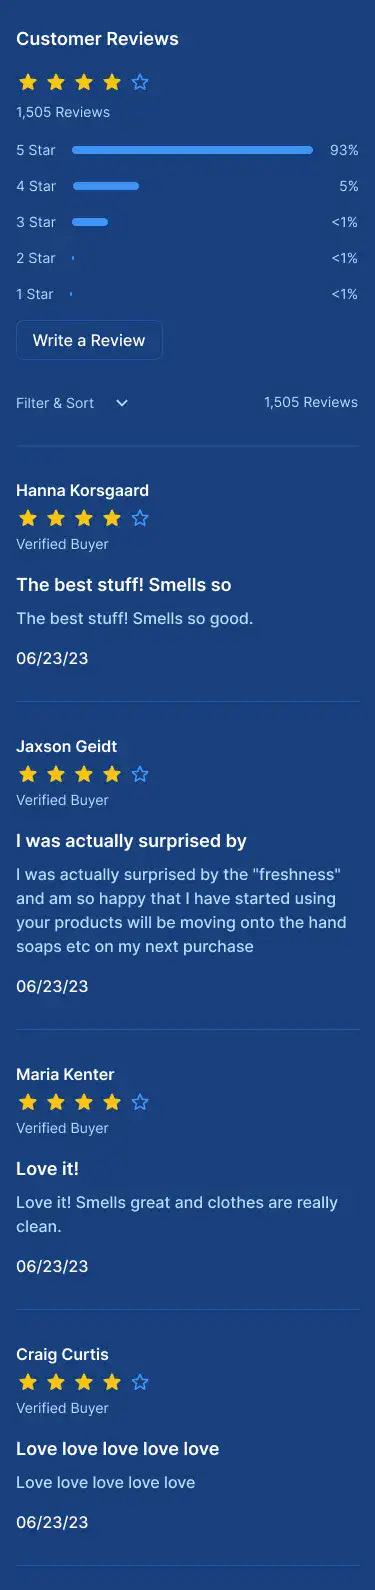 Customer Reviews
1,505 Reviews
5 Star 93%
4 Star 5%
3 Star <1%
2 Star <1%
1 Star <1%
Write a Review
Filter & Sort 1,505 Reviews
Hanna Korsgaard
Verified Buyer
The best stuff! Smells so
The best stuff! Smells so good.
06/23/23
Jaxson Geidt
Verified Buyer
I was actually surprised by
I was actually surprised by the "freshness"
and am so happy that I have started using
your products will be moving onto the hand
soaps etc on my next purchase
06/23/23
Maria Kenter
Verified Buyer
Love it!
Love it! Smells great and clothes are really
clean.
06/23/23
Craig Curtis
Verified Buyer
Love love love love love
Love love love love love
06/23/23